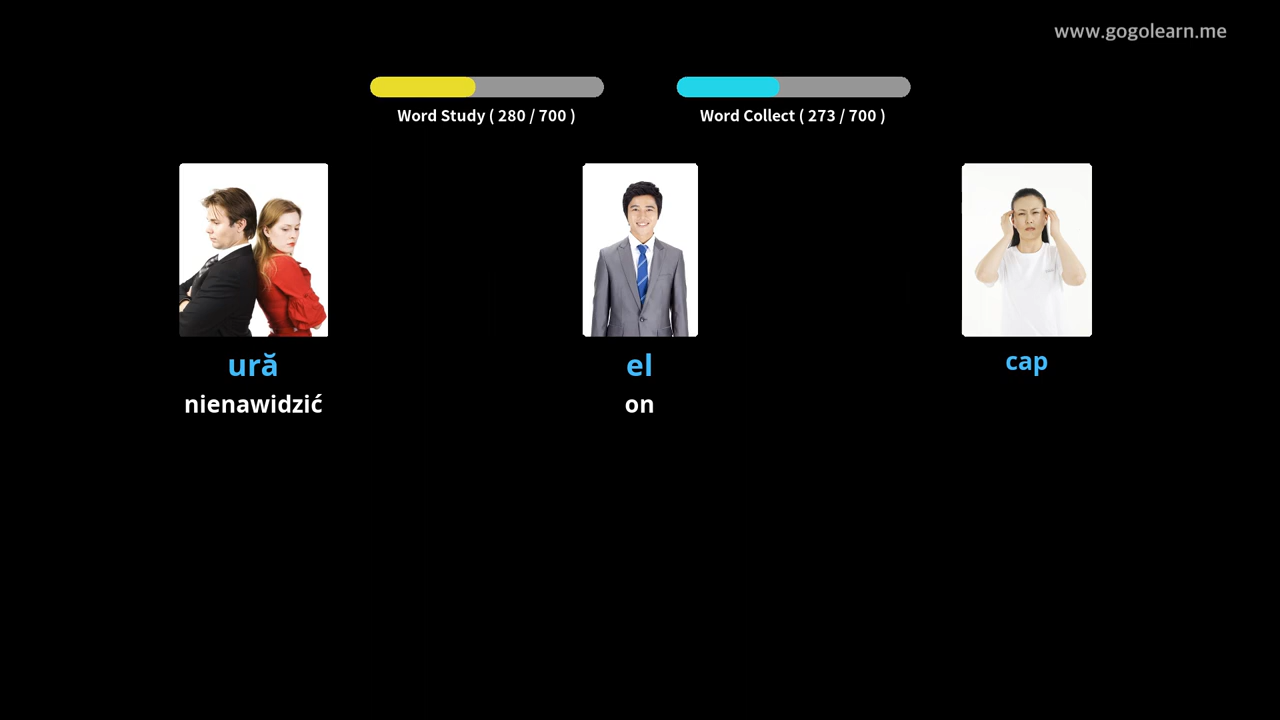 www.gogolearn.me
Word Study ( 280 / 700 )
Word Collect ( 273 / 700 )
ură
el
cap
nienawidzić
on